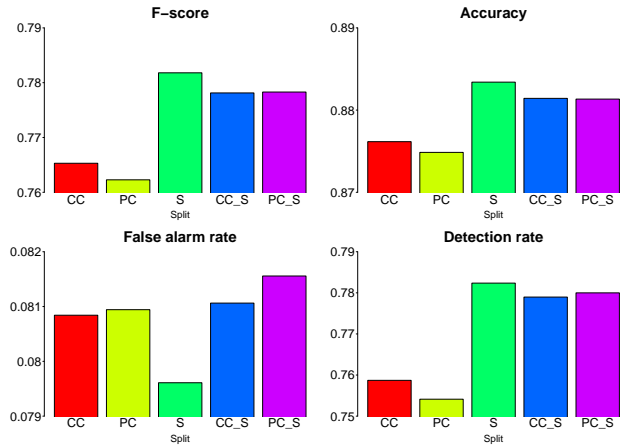 F−score
0.79
0.78
0.77
0.76
CC PC S CC_S PC_S
Split
Accuracy
0.89
0.88
0.87
CC PC S CC_S PC_S
Split
False alarm rate
0.082
0.081
0.08
0.079
CC PC S CC_S PC_S
Split
Detection rate
0.79
0.78
0.77
0.76
0.75
CC PC S CC_S PC_S
Split